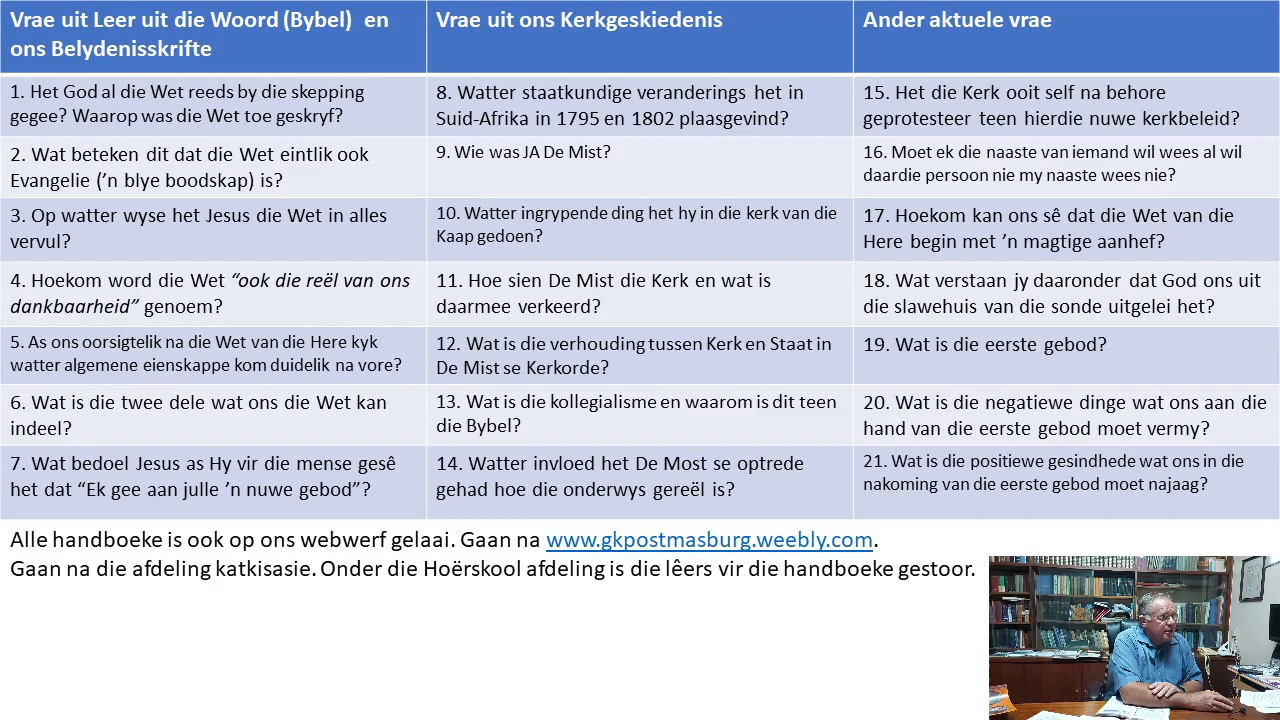 Vrae uit Leer uit die Woord (Bybel) en
ons Belydenisskrifte
Vrae uit ons Kerkgeskiedenis
Ander aktuele vrae
1. Het God al die Wet reeds by die skepping
gegee? Waarop was die Wet toe geskryf?
8. Watter staatkundige veranderings het in
Suid-Afrika in 1795 en 1802 plaasgevind?
15. Het die Kerk ooit self na behore
geprotesteer teen hierdie nuwe kerkbeleid?
2. Wat beteken dit dat die Wet eintlik ook
Evangelie (’n blye boodskap) is?
9. Wie was JA De Mist?
16. Moet ek die naaste van iemand wil wees al wil
daardie persoon nie my naaste wees nie?
3. Op watter wyse het Jesus die Wet in alles
vervul?
10. Watter ingrypende ding het hy in die kerk van die
Kaap gedoen?
17. Hoekom kan ons sê dat die Wet van die
Here begin met ’n magtige aanhef?
4. Hoekom word die Wet “ook die reël van ons
dankbaarheid” genoem?
11. Hoe sien De Mist die Kerk en wat is
daarmee verkeerd?
18. Wat verstaan jy daaronder dat God ons uit
die slawehuis van die sonde uitgelei het?
5. As ons oorsigtelik na die Wet van die Here kyk
watter algemene eienskappe kom duidelik na vore?
12. Wat is die verhouding tussen Kerk en Staat in
De Mist se Kerkorde?
19. Wat is die eerste gebod?
6. Wat is die twee dele wat ons die Wet kan
indeel?
13. Wat is die kollegialisme en waarom is dit teen
die Bybel?
20. Wat is die negatiewe dinge wat ons aan die
hand van die eerste gebod moet vermy?
7. Wat bedoel Jesus as Hy vir die mense gesê
het dat “Ek gee aan julle ’n nuwe gebod”?
14. Watter invloed het De Most se optrede
gehad hoe die onderwys gereël is?
21. Wat is die positiewe gesindhede wat ons in die
nakoming van die eerste gebod moet najaag?
Alle handboeke is ook op ons webwerf gelaai. Gaan na www.gkpostmasburg.weebly.com.
Gaan na die afdeling katkisasie. Onder die Hoërskool afdeling is die lêers vir die handboeke gestoor.